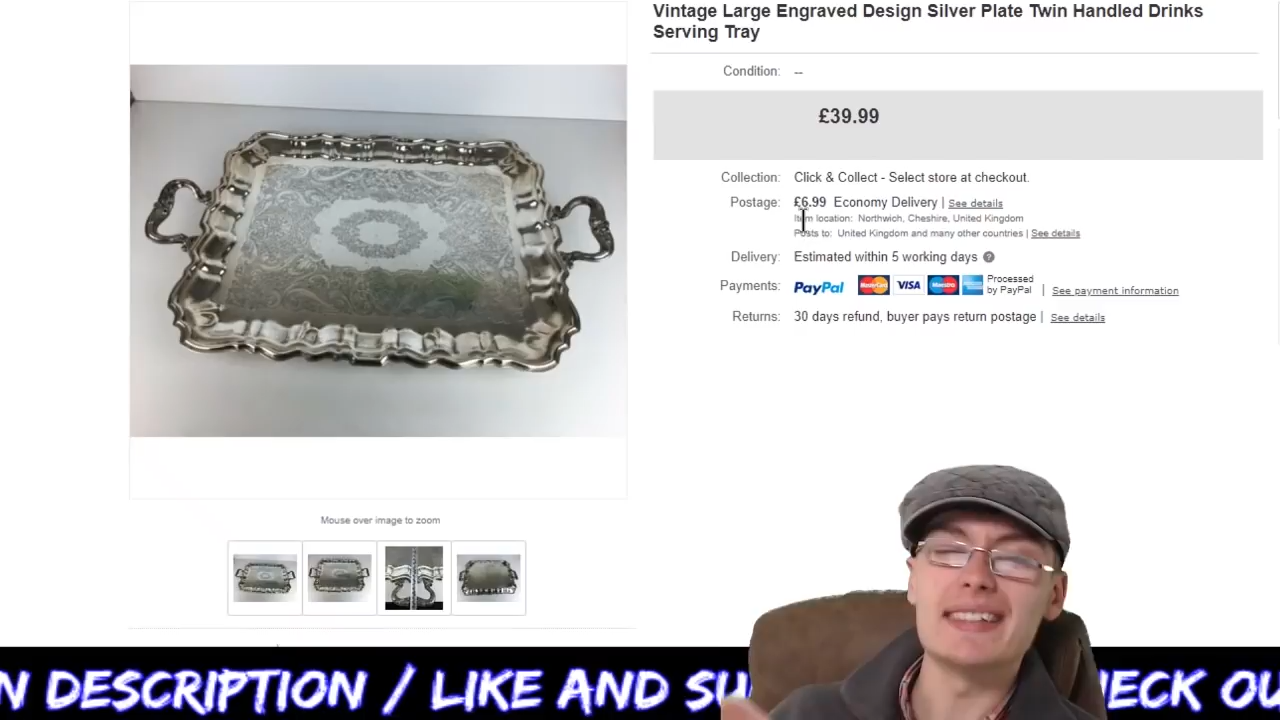 Vintage Large Engraved Design Silver Plate Twin Handled Drinks
Serving Tray
Condition: --
£39.99
Collection: Click & Collect - Select store at checkout.
Postage: £6.99 Economy Delivery | See details
Item location: Northwich, Cheshire, United Kingdom
Posts to: United Kingdom and many other countries | See details
Delivery: Estimated within 5 working days ?
Payments: PayPal MasterCard VISA Maestro Processed by PayPal | See payment information
Returns: 30 days refund, buyer pays return postage | See details
Mouse over image to zoom
N DESCRIPTION / LIKE AND SU ECK OU